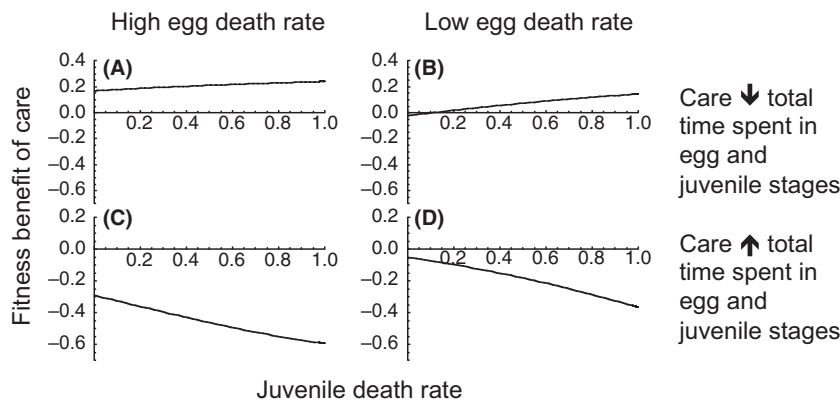 High egg death rate
Low egg death rate
Fitness benefit of care
(A)
0.4
0.2
0.0
−0.2
−0.4
−0.6
0.2 0.4 0.6 0.8 1.0
(B)
0.4
0.2
0.0
−0.2
−0.4
−0.6
0.2 0.4 0.6 0.8 1.0
Care ↓ total
time spent in
egg and
juvenile stages
(C)
0.2
0.0
−0.2
−0.4
−0.6
0.2 0.4 0.6 0.8 1.0
(D)
0.2
0.0
−0.2
−0.4
−0.6
0.2 0.4 0.6 0.8 1.0
Care ↑ total
time spent in
egg and
juvenile stages
Juvenile death rate